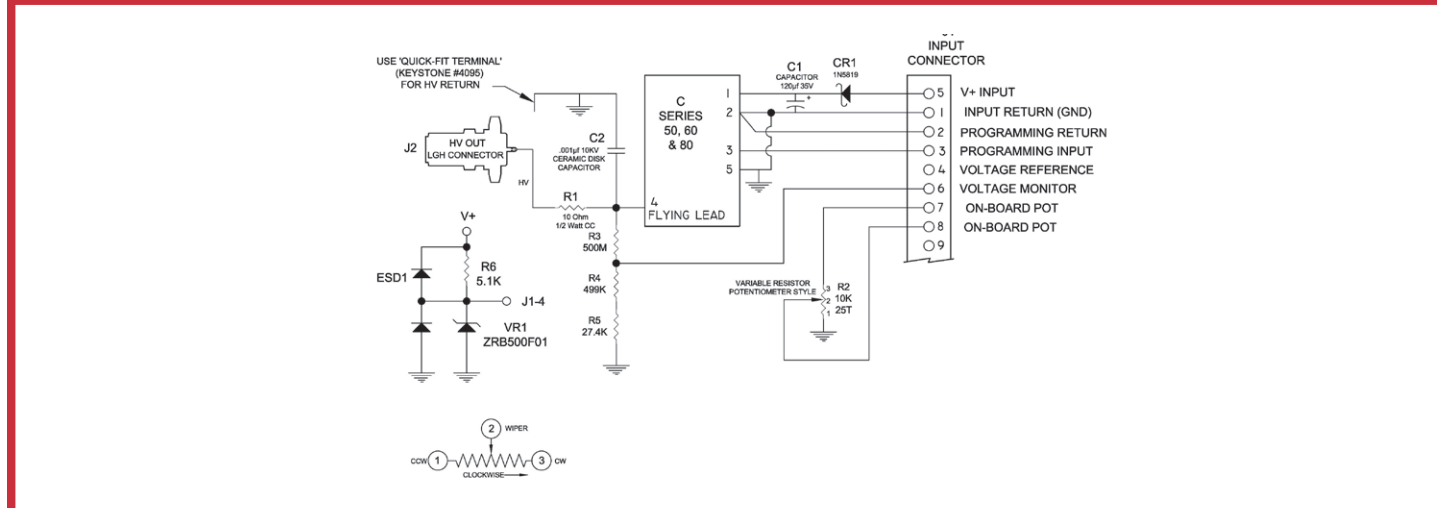 INPUT
CONNECTOR
USE 'QUICK-FIT TERMINAL'
(KEYSTONE #4095)
FOR HV RETURN
C1
CAPACITOR
120µf 35V
CR1
1N5819
C
SERIES
50, 60
& 80
1
2
3
5
4
FLYING LEAD
5 V+ INPUT
1 INPUT RETURN (GND)
2 PROGRAMMING RETURN
3 PROGRAMMING INPUT
4 VOLTAGE REFERENCE
6 VOLTAGE MONITOR
7 ON-BOARD POT
8 ON-BOARD POT
9
J2
HV OUT
LGH CONNECTOR
HV
C2
.001µf 10KV
CERAMIC DISK
CAPACITOR
+
R1
10 Ohm
1/2 Watt CC
R3
500M
R4
499K
R5
27.4K
V+
ESD1
R6
5.1K
J1-4
VR1
ZRB500F01
VARIABLE RESISTOR
POTENTIOMETER STYLE
3
2
1
R2
10K
25T
2 WIPER
CCW 1
3 CW
CLOCKWISE